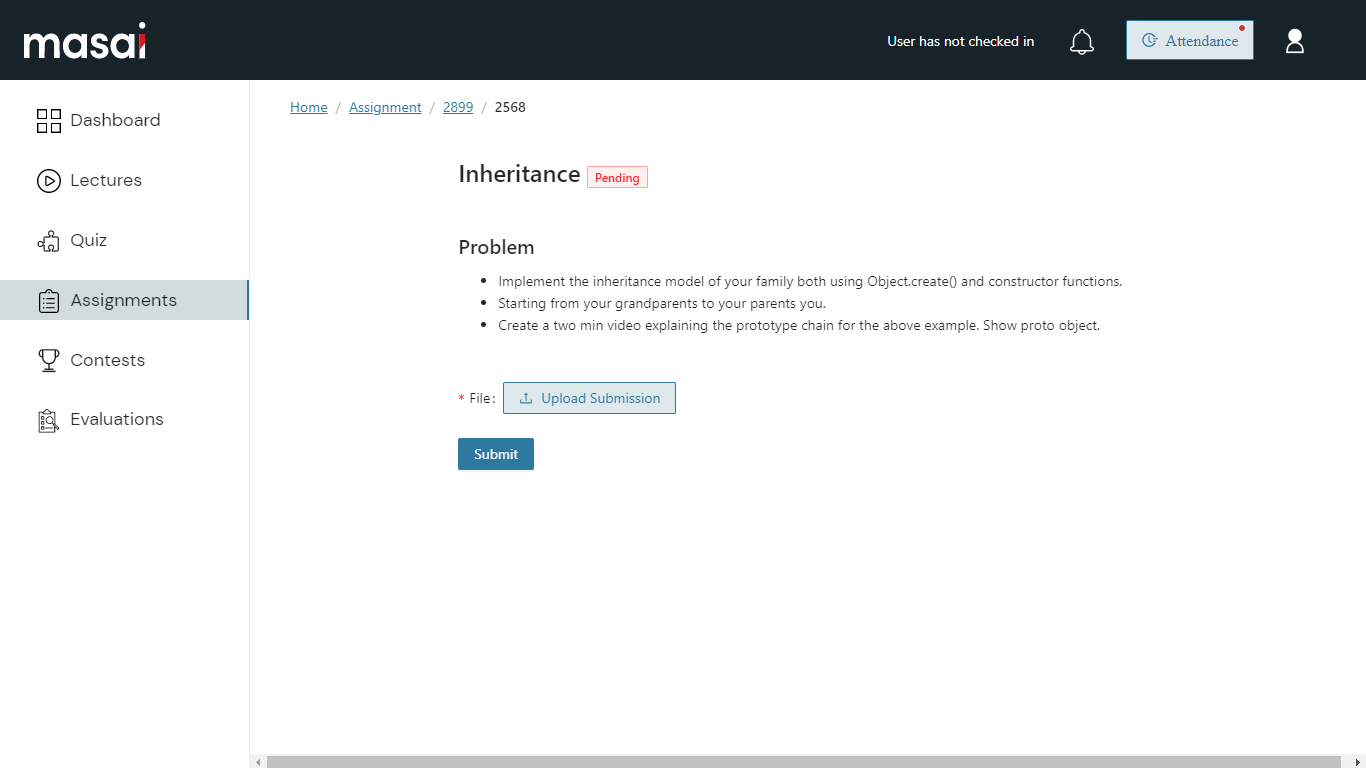 masai
User has not checked in
Attendance
Dashboard
Lectures
Quiz
Assignments
Contests
Evaluations
Home / Assignment / 2899 / 2568
Inheritance Pending
Problem
• Implement the inheritance model of your family both using Object.create() and constructor functions.
• Starting from your grandparents to your parents you.
• Create a two min video explaining the prototype chain for the above example. Show proto object.
* File: Upload Submission
Submit